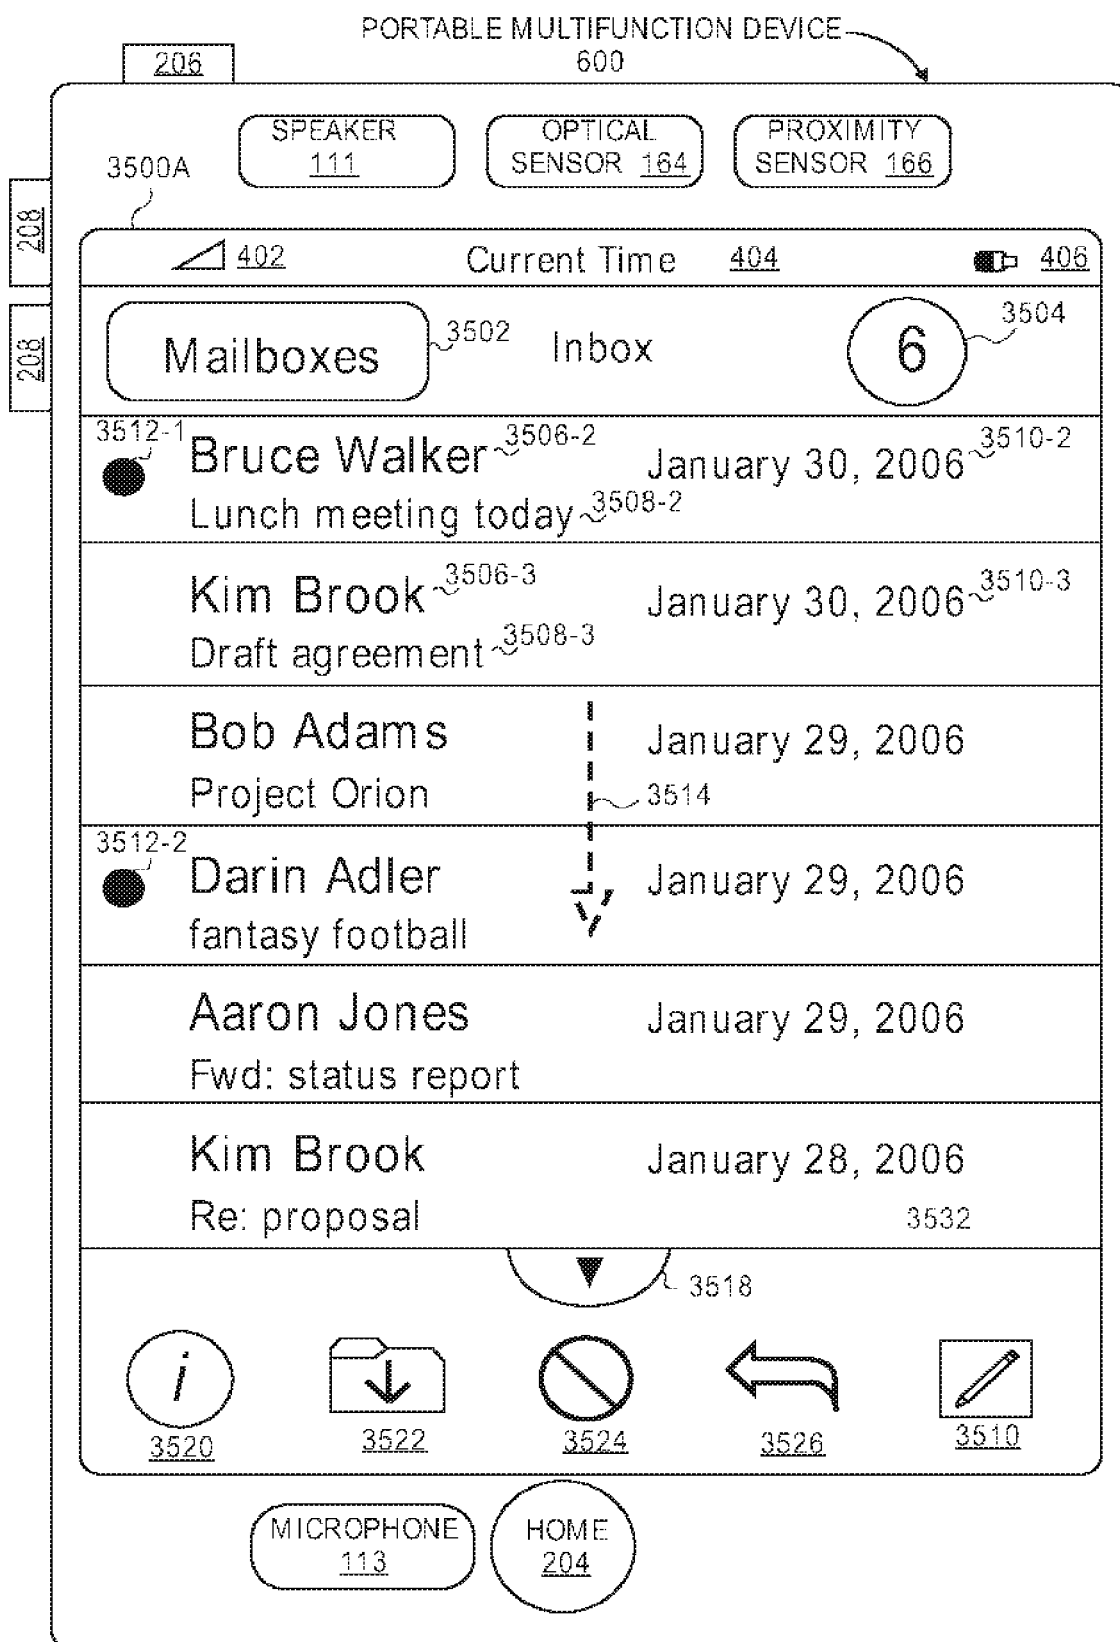 PORTABLE MULTIFUNCTION DEVICE
600
206
SPEAKER
111
OPTICAL
SENSOR 164
PROXIMITY
SENSOR 166
3500A
208
208
402 Current Time 404 406
Mailboxes 3502 Inbox 6 3504
3512-1
Bruce Walker 3506-2 January 30, 2006 3510-2
Lunch meeting today 3508-2
Kim Brook 3506-3 January 30, 2006 3510-3
Draft agreement 3508-3
Bob Adams January 29, 2006
Project Orion 3514
3512-2
Darin Adler January 29, 2006
fantasy football
Aaron Jones January 29, 2006
Fwd: status report
Kim Brook January 28, 2006
Re: proposal 3532
3518
i
3520 3522 3524 3526 3510
MICROPHONE
113
HOME
204